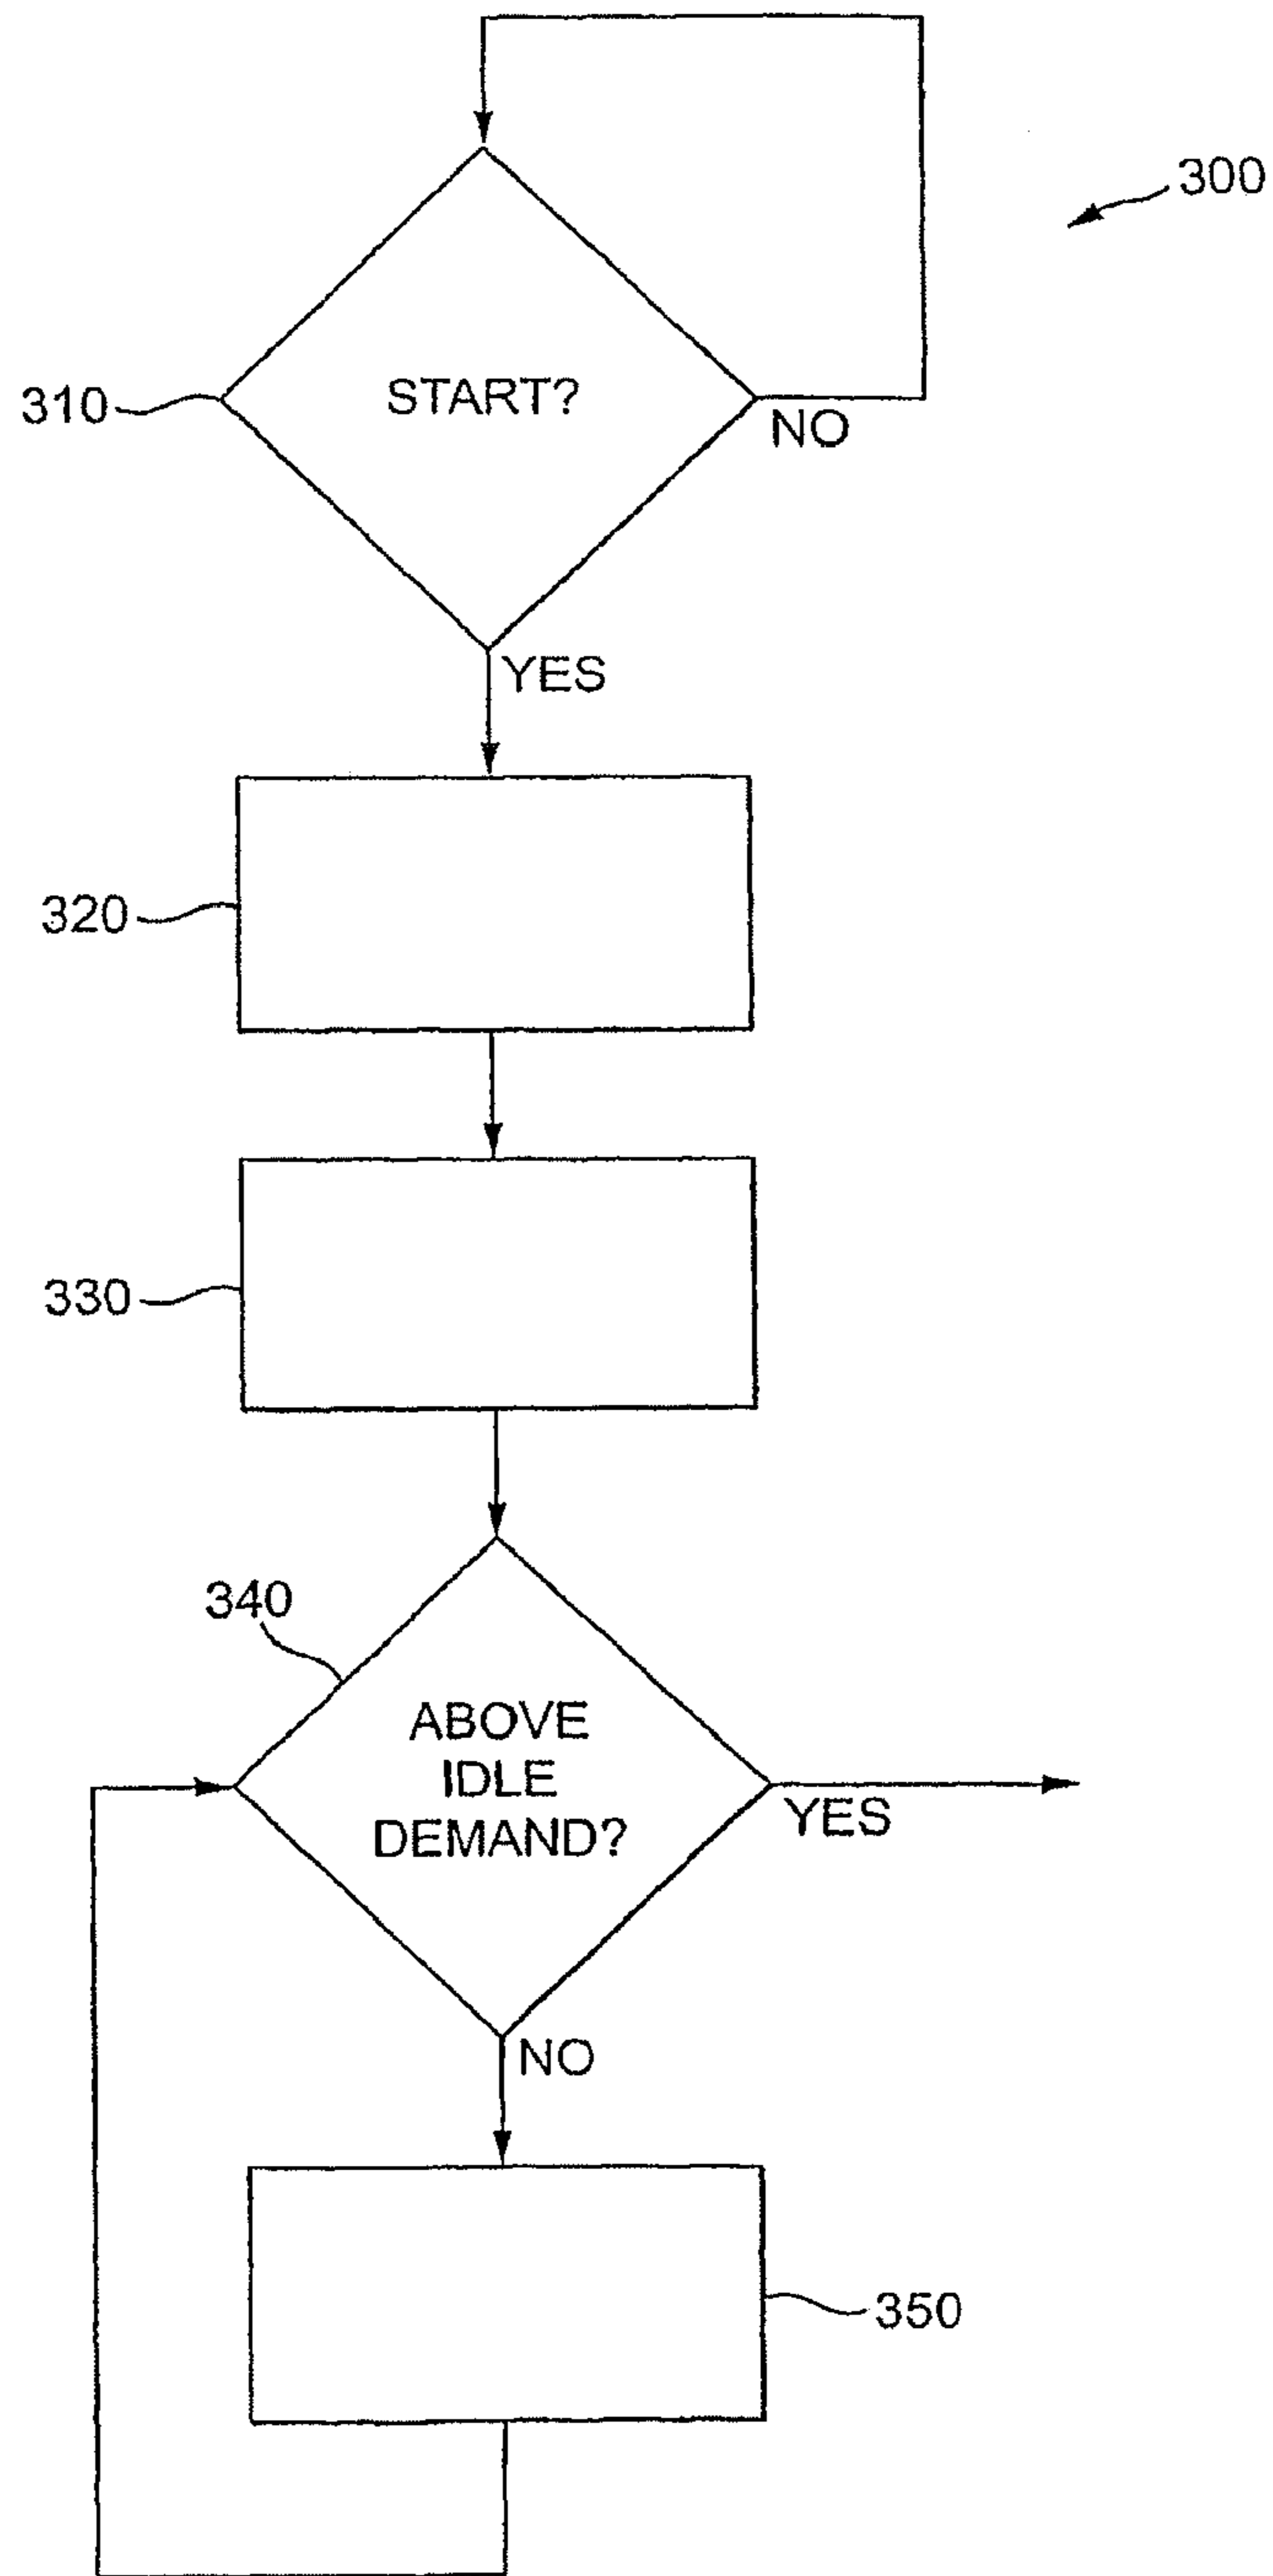 300
START?
310
NO
YES
320
330
340
ABOVE
IDLE
DEMAND?
YES
NO
350